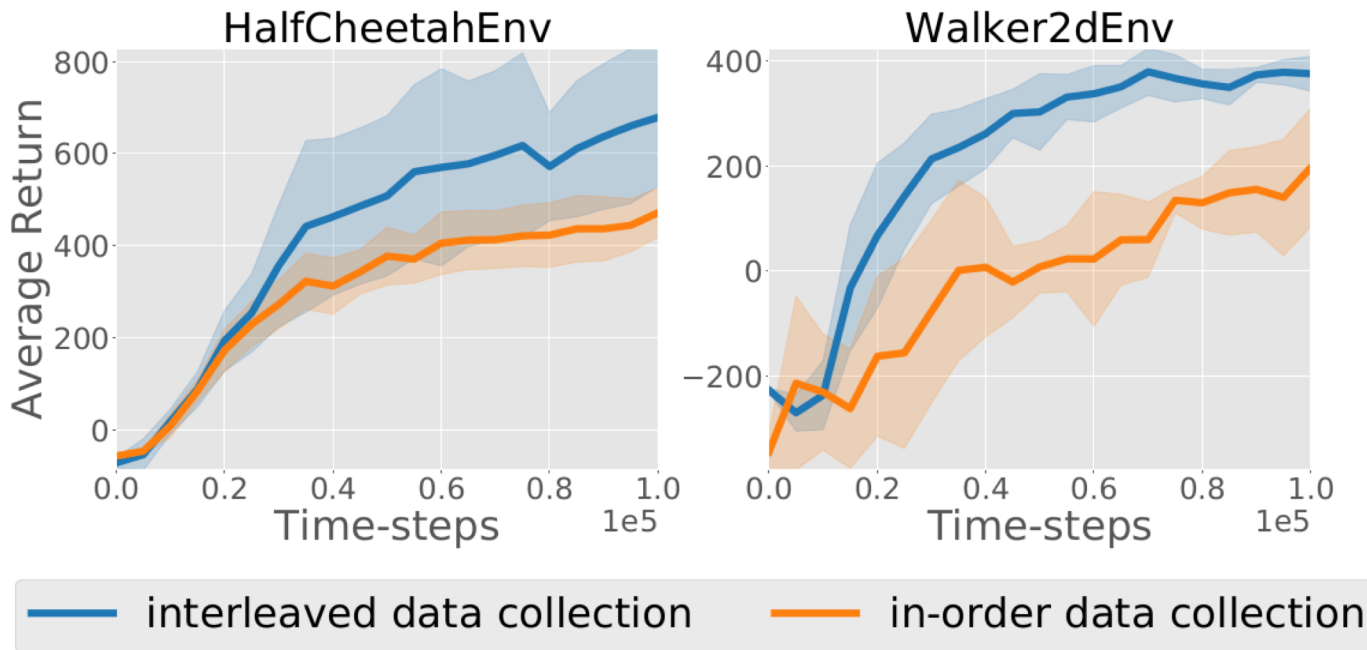 HalfCheetahEnv
Walker2dEnv
Average Return
800
600
400
200
0
0.0 0.2 0.4 0.6 0.8 1.0
1e5
Time-steps
400
200
0
−200
0.0 0.2 0.4 0.6 0.8 1.0
1e5
Time-steps
interleaved data collection
in-order data collection